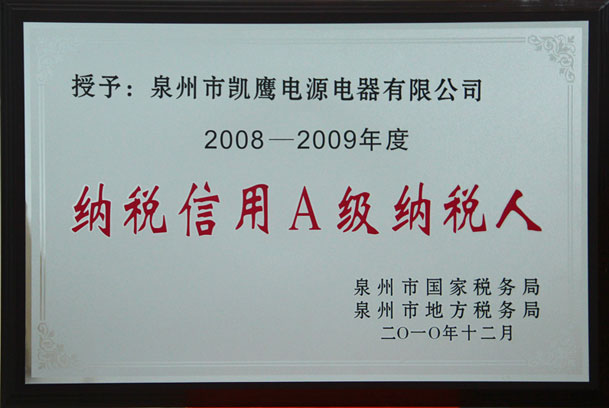 授予：泉州市凯鹰电源电器有限公司
2008—2009年度
纳税信用A级纳税人
泉州市国家税务局
泉州市地方税务局
二〇一〇年十二月